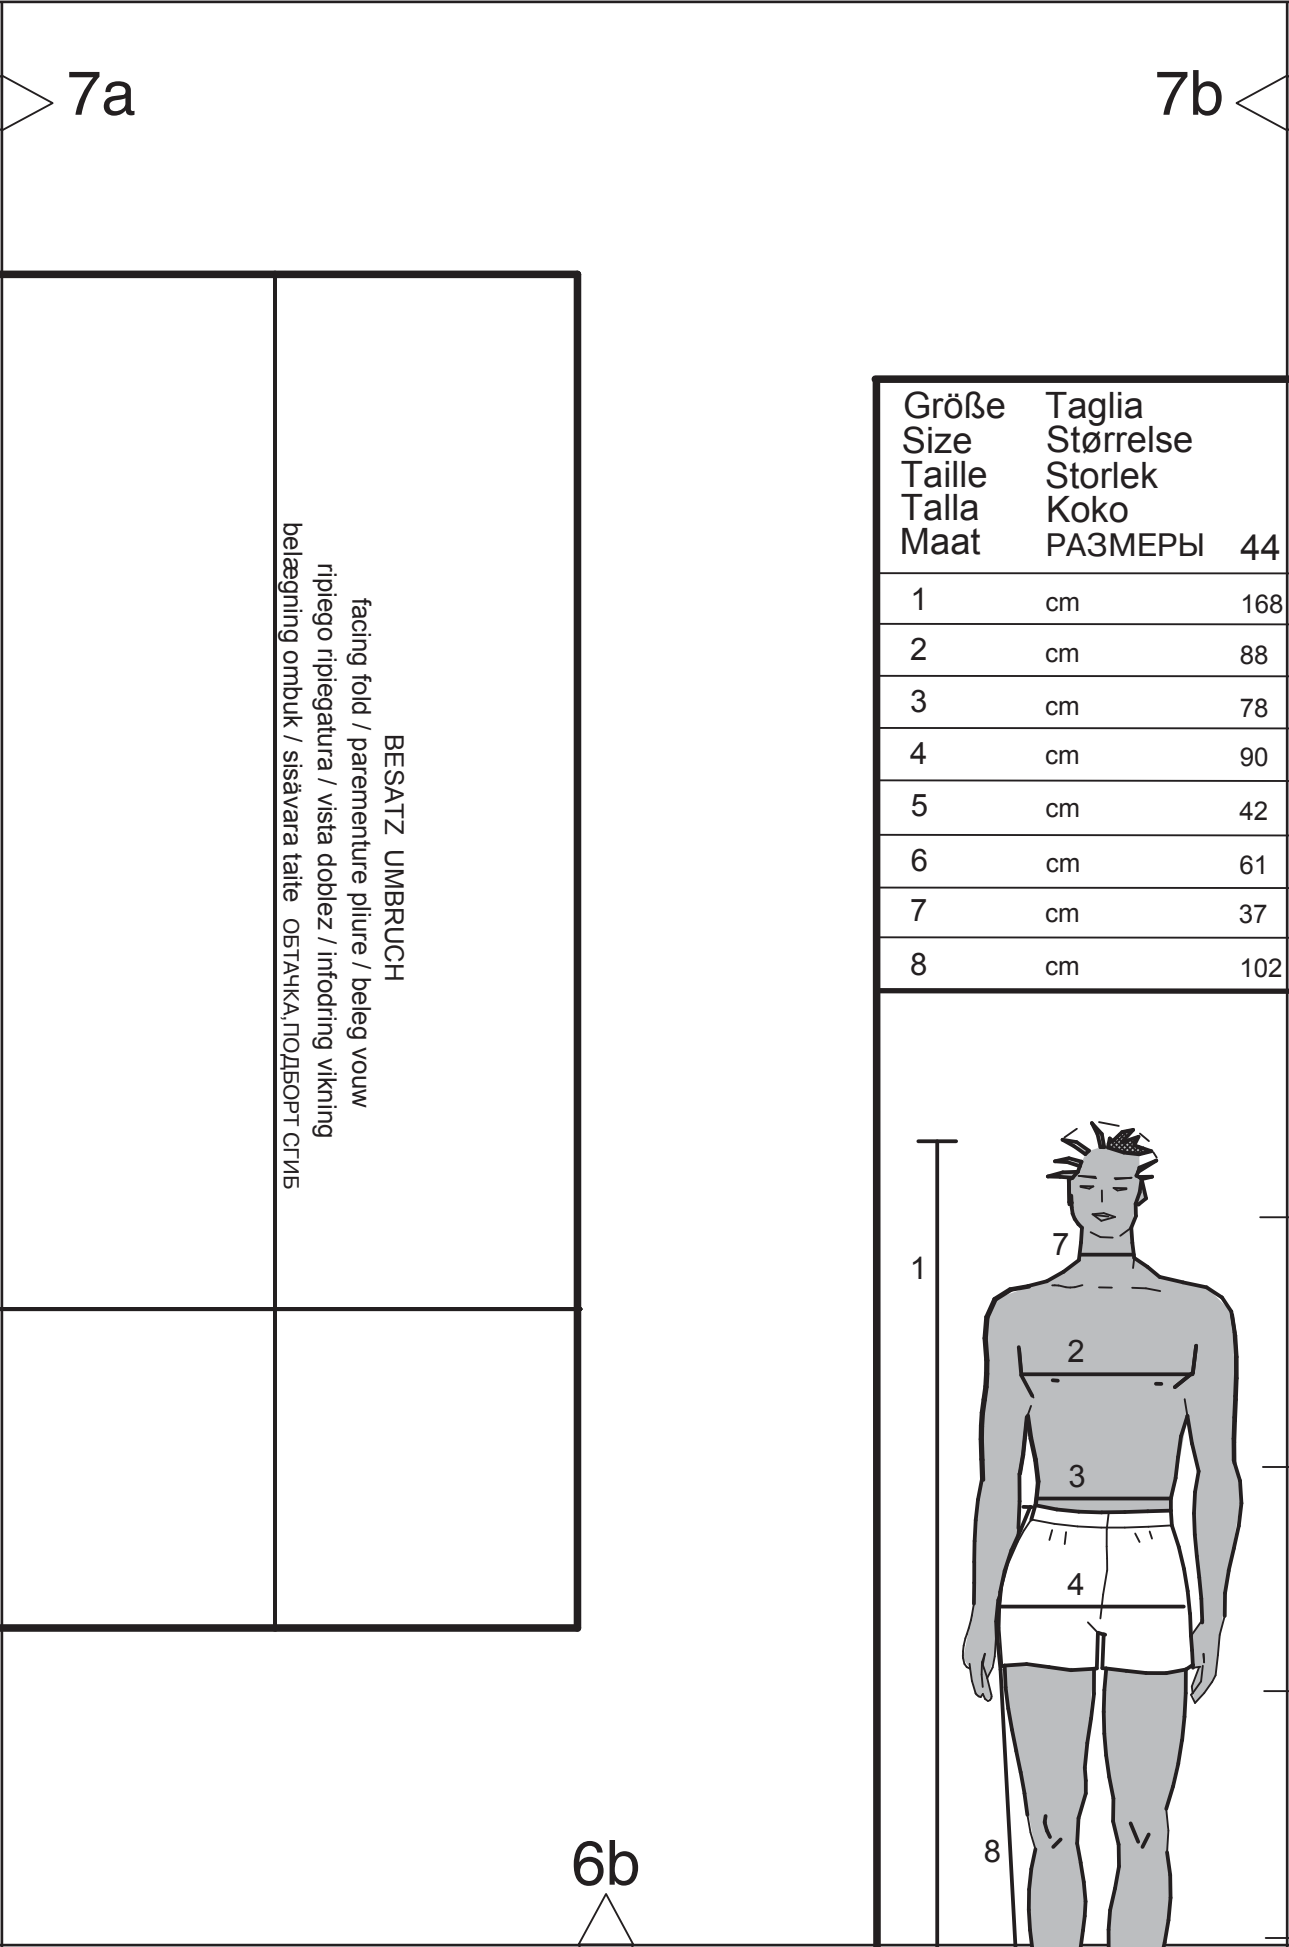 7a
7b
BESATZ UMBRUCH
facing fold / parementure pliure / beleg vouw
ripiego ripiegatura / vista doblez / infodring vikning
belægning ombuk / sisävara taite ОБТАЧКА,ПОДБОРТ СГИБ
Größe Taglia
Size Størrelse
Taille Storlek
Talla Koko
Maat РАЗМЕРЫ 44
1 cm 168
2 cm 88
3 cm 78
4 cm 90
5 cm 42
6 cm 61
7 cm 37
8 cm 102
7
1
2
3
4
8
6b